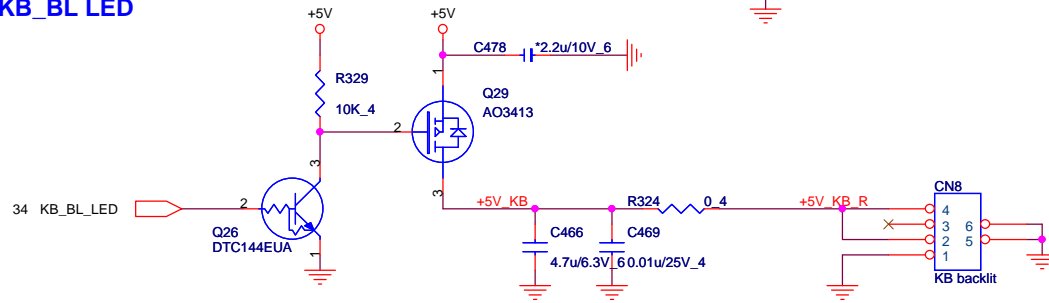 KB_BL LED
+5V
+5V
C478
*2.2u/10V_6
1
R329
10K_4
Q29
AO3413
2
3
3
34 KB_BL_LED
2
Q26
DTC144EUA
1
+5V_KB
R324
0_4
+5V_KB_R
CN8
4
3
2
1
6
5
C466
4.7u/6.3V_6
C469
0.01u/25V_4
KB backlit